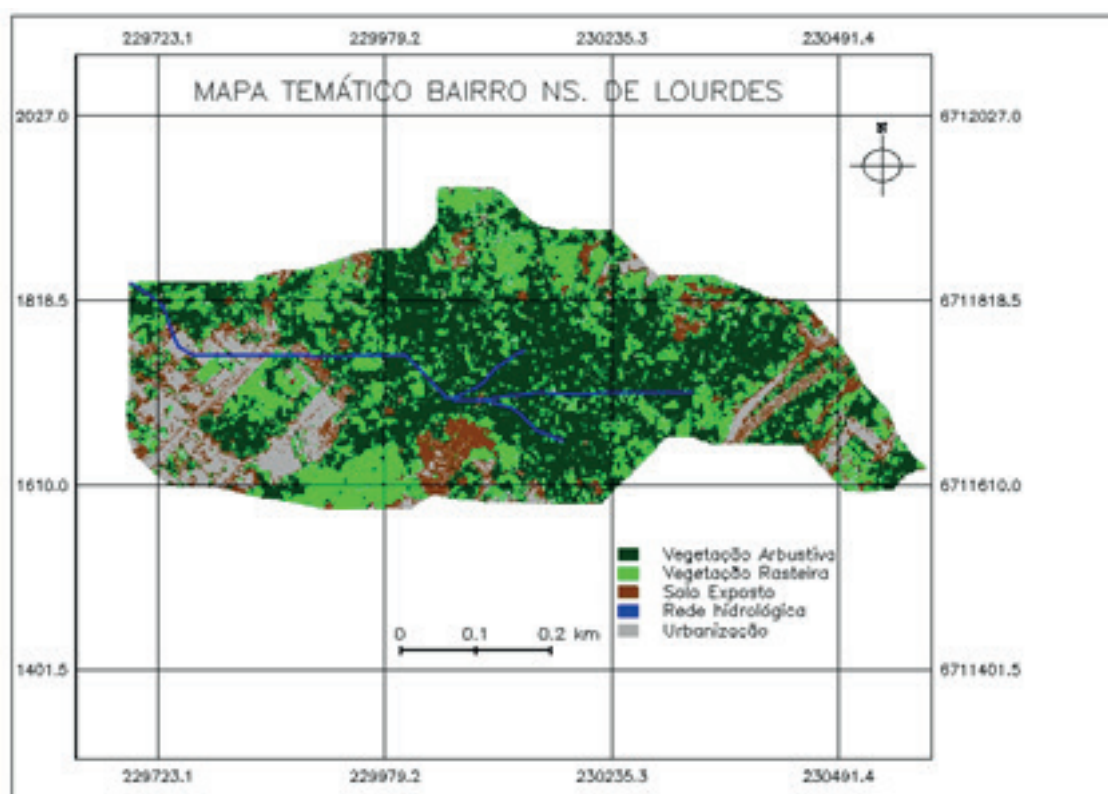 229723.1 229979.2 230235.3 230491.4
MAPA TEMÁTICO BAIRRO NS. DE LOURDES
2027.0 6712027.0
N
1818.5 6711818.5
1610.0 6711610.0
Vegetação Arbustiva
Vegetação Rasteira
Solo Exposto
Rede hidrológica
Urbanização
0 0.1 0.2 km
1401.5 6711401.5
229723.1 229979.2 230235.3 230491.4